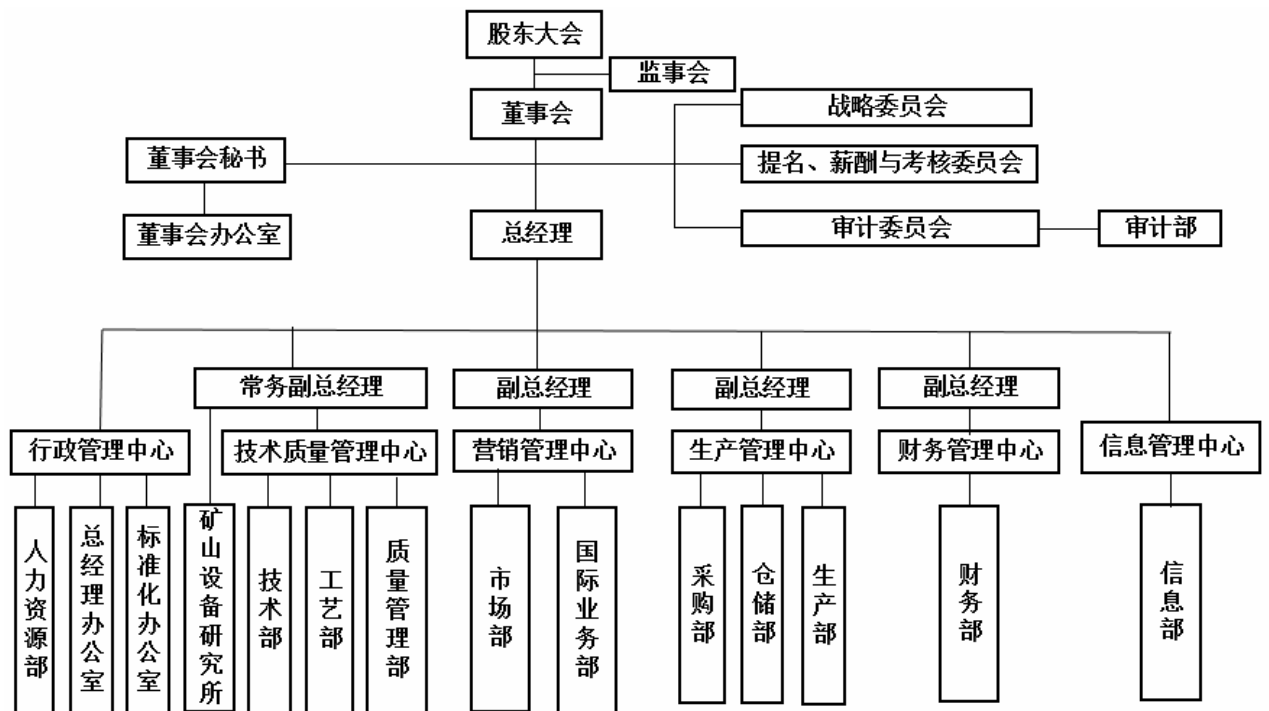 股东大会
监事会
董事会
战略委员会
董事会秘书
提名、薪酬与考核委员会
董事会办公室
总经理
审计委员会
审计部
常务副总经理
副总经理
副总经理
副总经理
行政管理中心
技术质量管理中心
营销管理中心
生产管理中心
财务管理中心
信息管理中心
人力资源部
总经理办公室
标准化办公室
矿山设备研究所
技术部
工艺部
质量管理部
市场部
国际业务部
采购部
仓储部
生产部
财务部
信息部